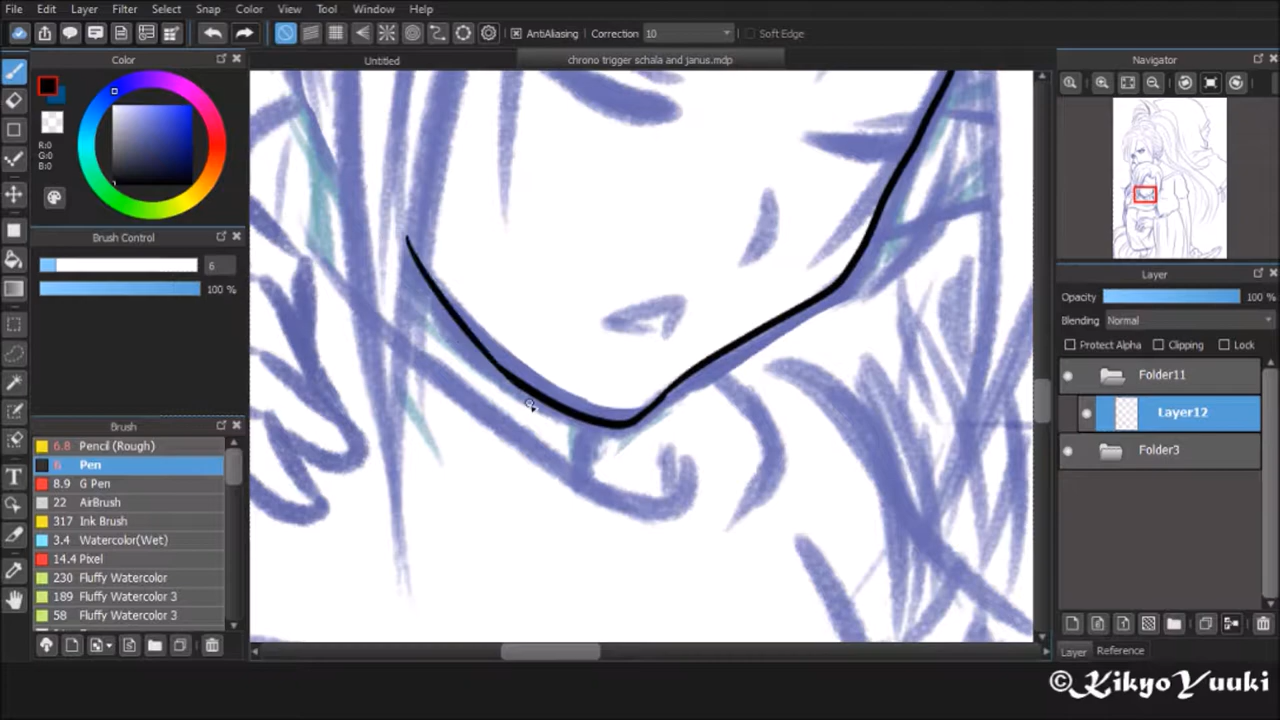 File Edit Layer Filter Select Snap Color View Tool Window Help
AntiAliasing Correction 10 Soft Edge
Color
Untitled
chrono trigger schala and janus.mdp
Navigator
R:0
G:0
B:0
Brush Control
6
100 %
Layer
Opacity 100 %
Blending Normal
Protect Alpha Clipping Lock
Folder11
Layer12
Folder3
Brush
6.8 Pencil (Rough)
6 Pen
8.9 G Pen
22 AirBrush
317 Ink Brush
3.4 Watercolor(Wet)
14.4 Pixel
230 Fluffy Watercolor
189 Fluffy Watercolor 3
58 Fluffy Watercolor 3
Layer Reference
©KikyoYuuki